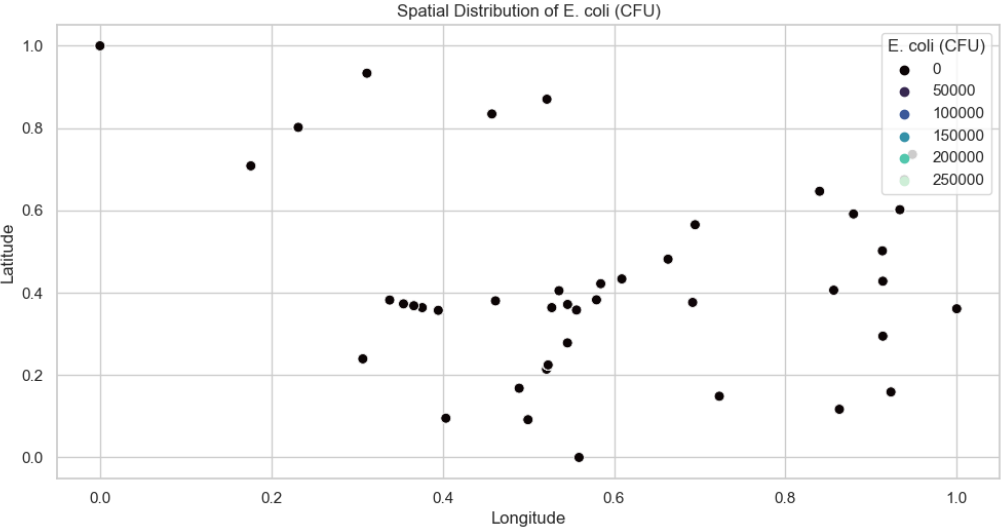 Spatial Distribution of E. coli (CFU)
1.0
0.8
0.6
0.4
0.2
0.0
Latitude
0.0 0.2 0.4 0.6 0.8 1.0
Longitude
E. coli (CFU)
0
50000
100000
150000
200000
250000